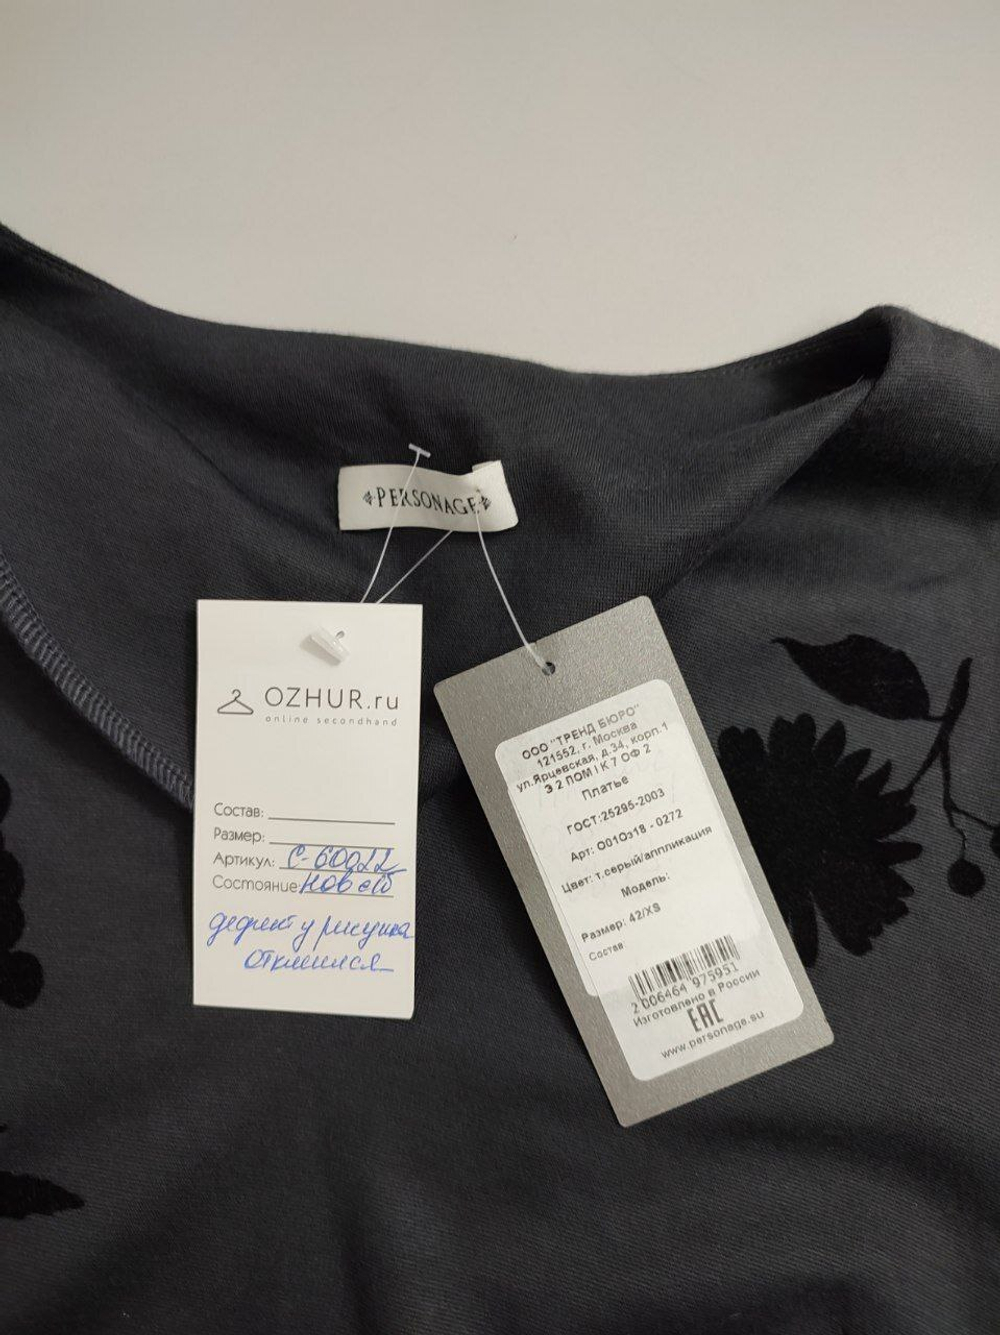 PERSONAGE
OZHUR.ru
online secondhand
Состав:
Размер:
Артикул: С-60022
Состояние: новое
дефект у рисунка
отклеился
ООО "ТРЕНД БЮРО"
121552, г. Москва
ул.Ярцевская, д.34, корп.1
Э 2 ПОМ I К 7 ОФ 2
Платье
ГОСТ:25295-2003
Арт: О01Оз18 - 0272
Цвет: т.серый/аппликация
Модель:
Размер: 42/XS
Состав:
2 006464 975951
Изготовлено в России
EAC
www.personage.su